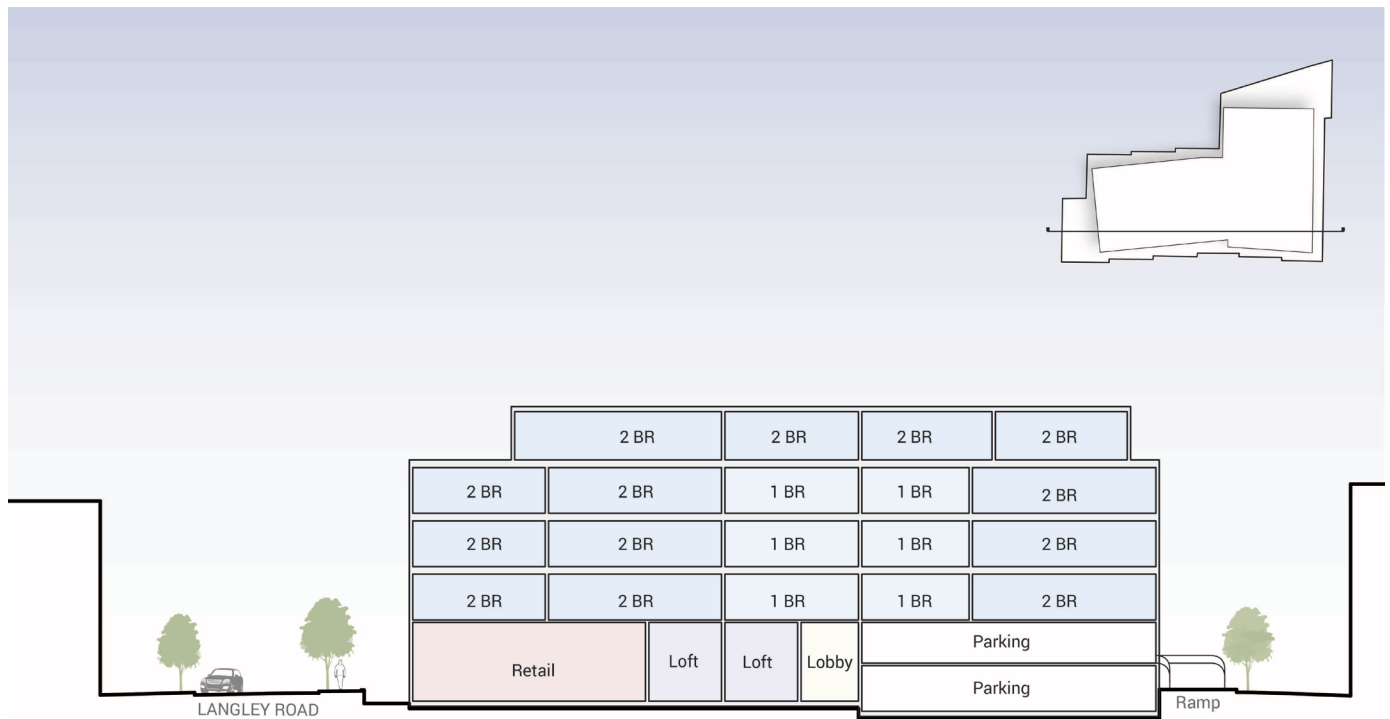 2 BR 2 BR 2 BR 2 BR
2 BR 2 BR 1 BR 1 BR 2 BR
2 BR 2 BR 1 BR 1 BR 2 BR
2 BR 2 BR 1 BR 1 BR 2 BR
Retail Loft Loft Lobby Parking
Parking
LANGLEY ROAD Ramp